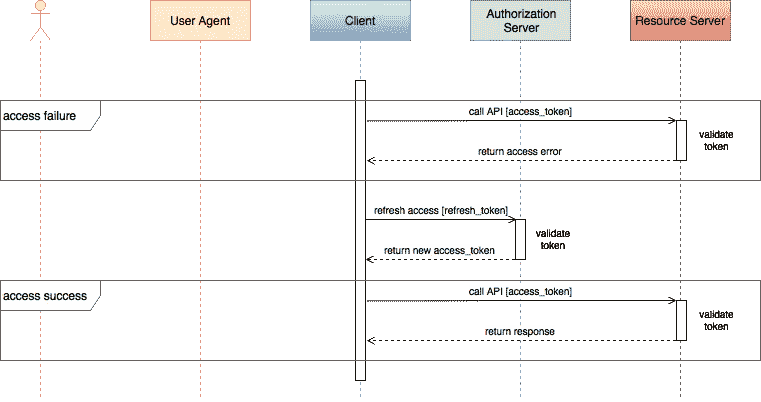 User Agent
Client
Authorization
Server
Resource Server
access failure
call API [access_token]
validate
token
return access error
refresh access [refresh_token]
validate
token
return new access_token
access success
call API [access_token]
validate
token
return response